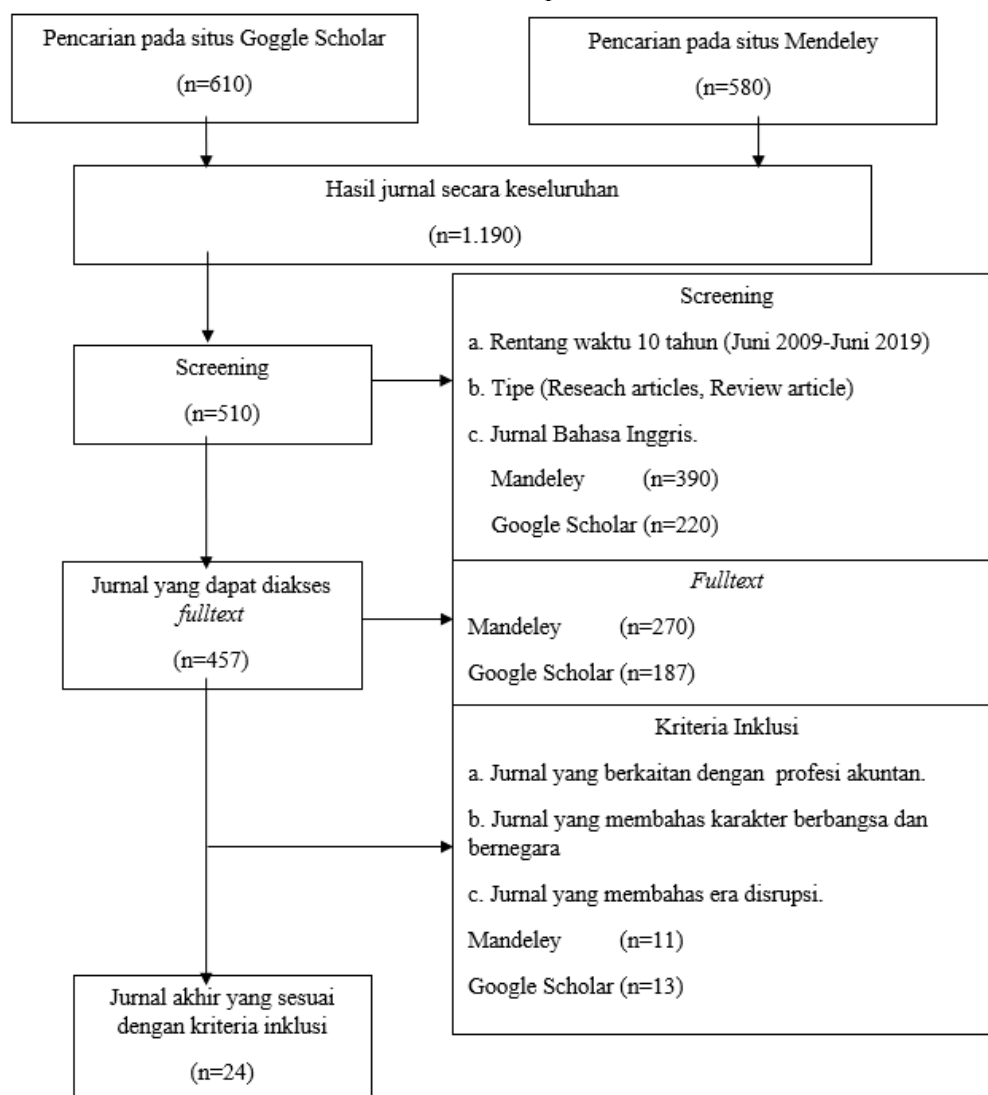 Pencarian pada situs Goggle Scholar
(n=610)
Pencarian pada situs Mendeley
(n=580)
Hasil jurnal secara keseluruhan
(n=1.190)
Screening
(n=510)
Screening
a. Rentang waktu 10 tahun (Juni 2009-Juni 2019)
b. Tipe (Reseach articles, Review article)
c. Jurnal Bahasa Inggris.
Mandeley (n=390)
Google Scholar (n=220)
Jurnal yang dapat diakses
fulltext
(n=457)
Fulltext
Mandeley (n=270)
Google Scholar (n=187)
Kriteria Inklusi
a. Jurnal yang berkaitan dengan profesi akuntan.
b. Jurnal yang membahas karakter berbangsa dan
bernegara
c. Jurnal yang membahas era disrupsi.
Mandeley (n=11)
Google Scholar (n=13)
Jurnal akhir yang sesuai
dengan kriteria inklusi
(n=24)